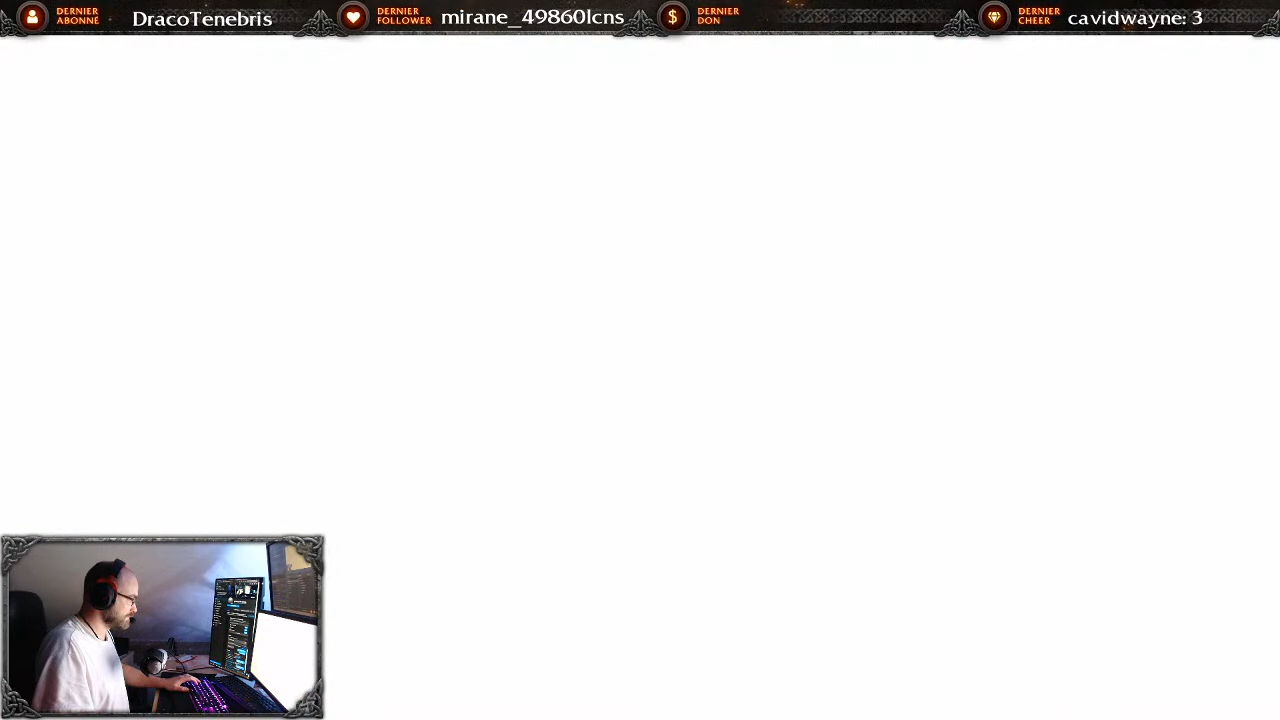 DERNIER
ABONNÉ
DracoTenebris
DERNIER
FOLLOWER
mirane_49860lcns
DERNIER
DON
DERNIER
CHEER
cavidwayne: 3